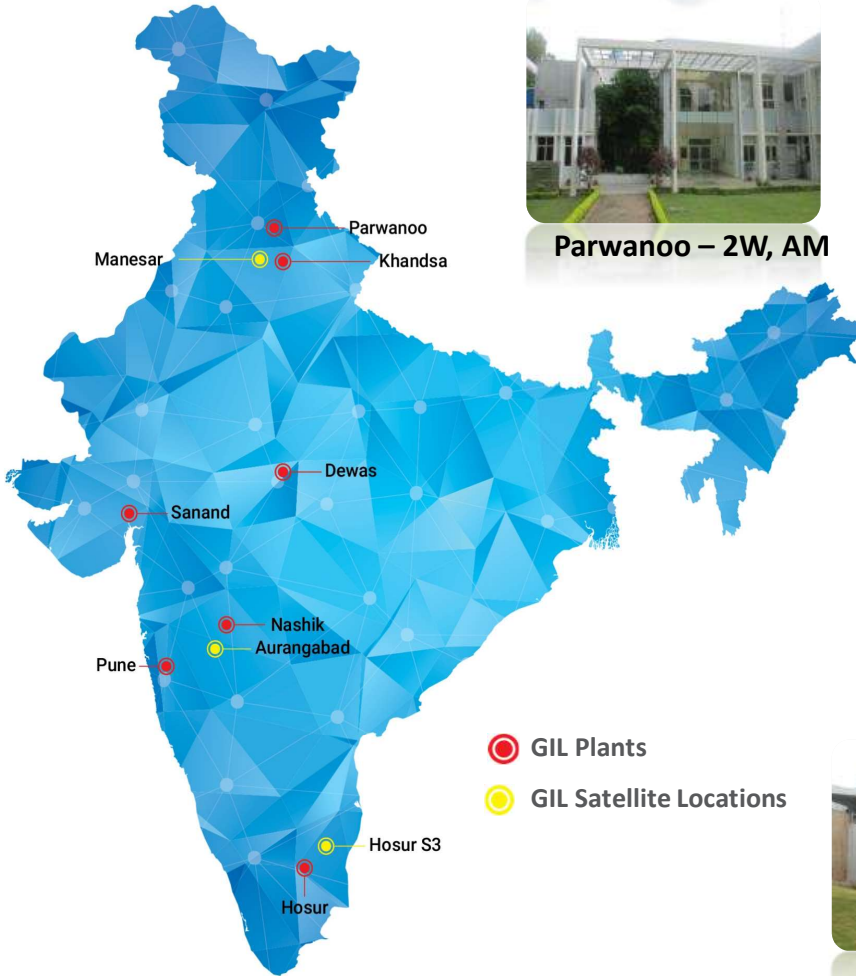 Parwanoo
Manesar
Khandsa
Parwanoo – 2W, AM
Dewas
Sanand
Nashik
Aurangabad
Pune
GIL Plants
GIL Satellite Locations
Hosur S3
Hosur